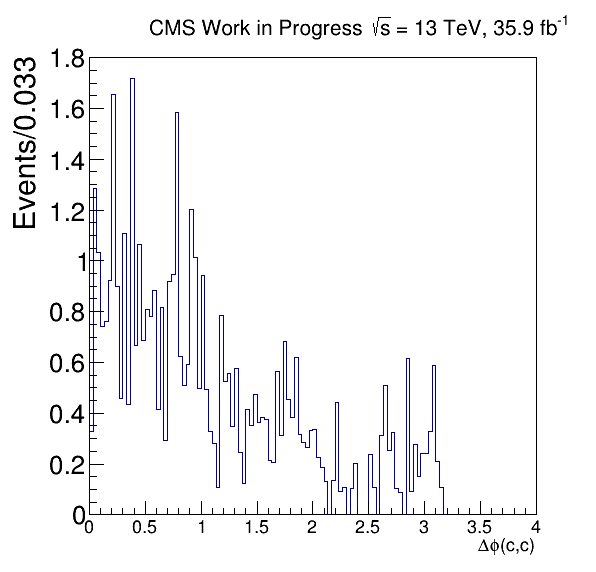 CMS Work in Progress √s = 13 TeV, 35.9 fb⁻¹
Events/0.033
1.8
1.6
1.4
1.2
1
0.8
0.6
0.4
0.2
0
0 0.5 1 1.5 2 2.5 3 3.5 4
Δϕ(c,c)